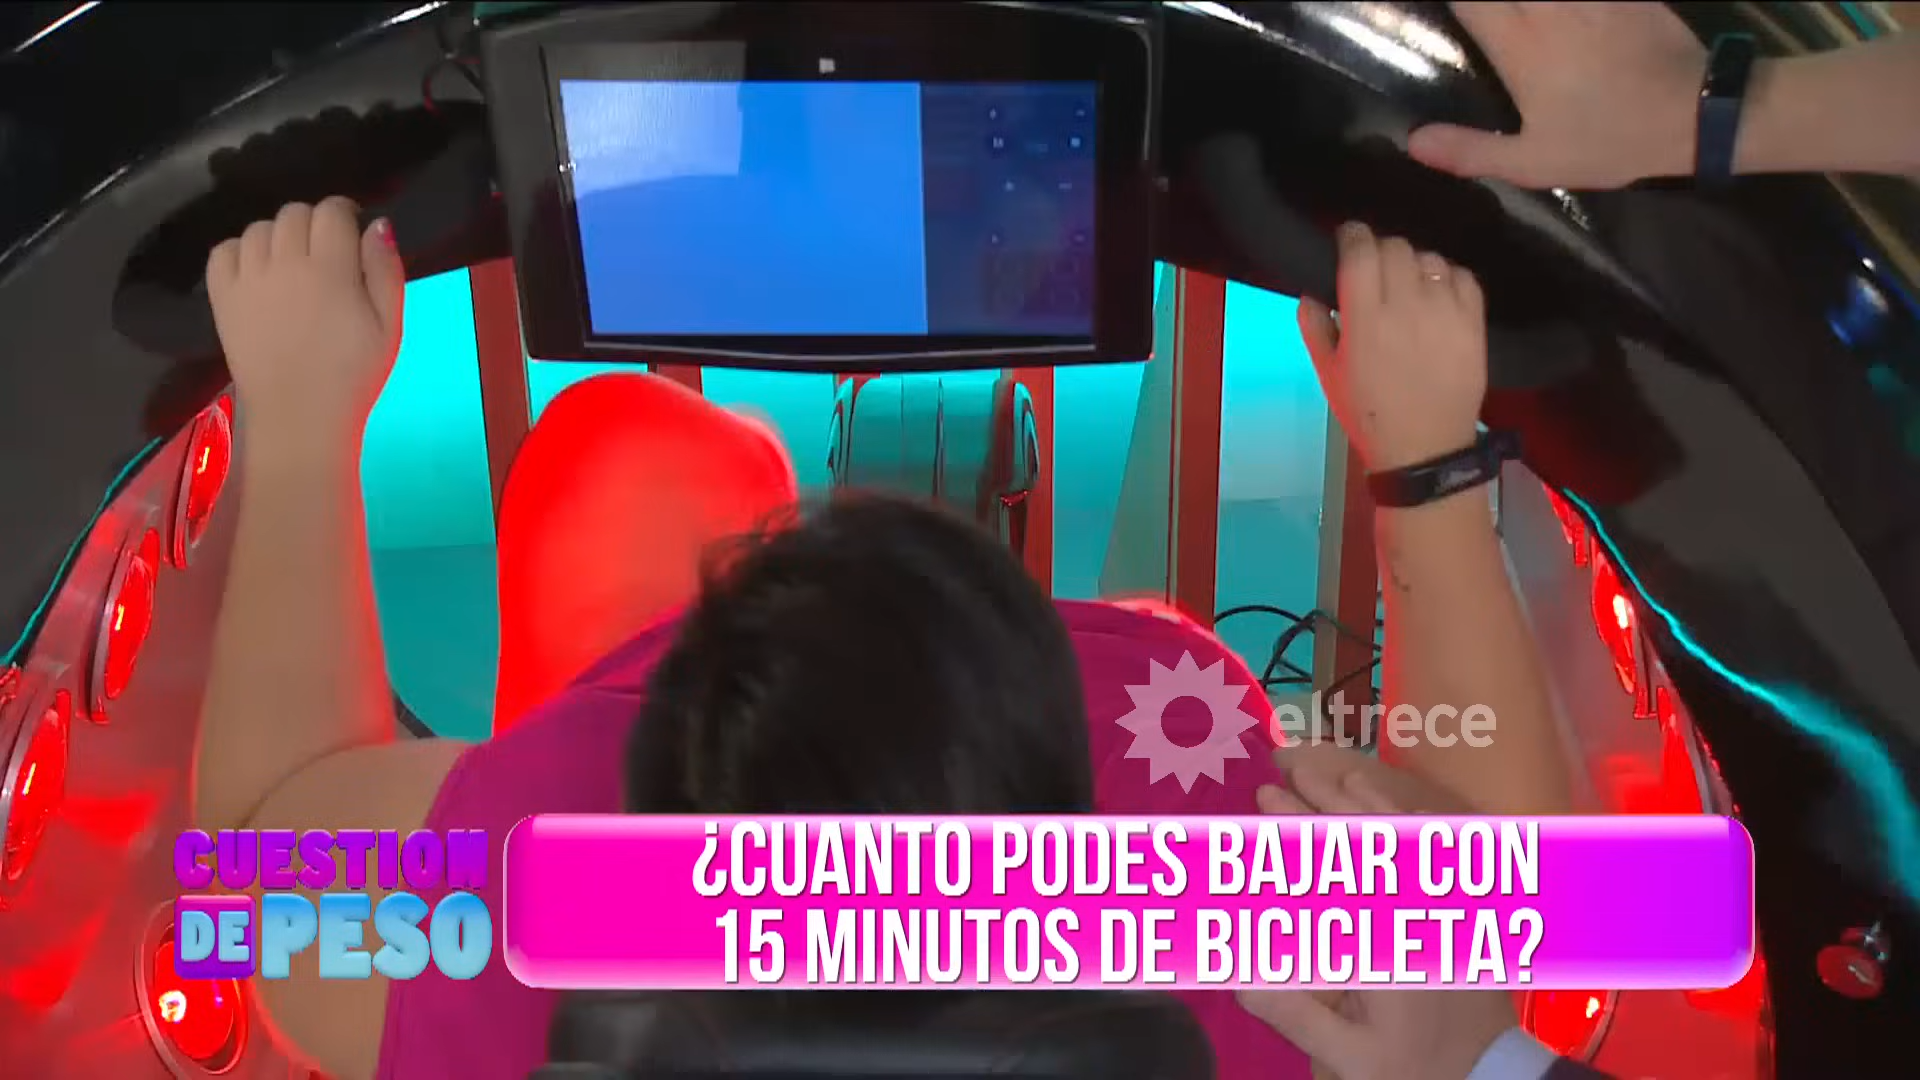 eltrece
CUESTION
DE PESO
¿CUANTO PODES BAJAR CON
15 MINUTOS DE BICICLETA?